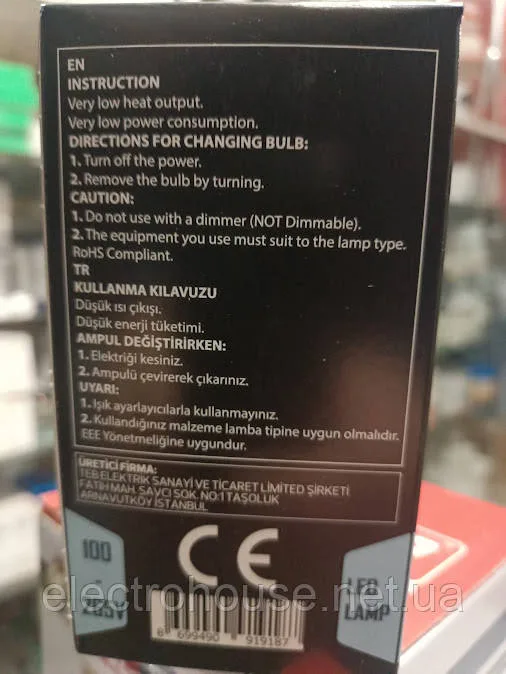 EN
INSTRUCTION
Very low heat output.
Very low power consumption.
DIRECTIONS FOR CHANGING BULB:
1. Turn off the power.
2. Remove the bulb by turning.
CAUTION:
1. Do not use with a dimmer (NOT Dimmable).
2. The equipment you use must suit to the lamp type.
RoHS Compliant.
TR
KULLANMA KILAVUZU
Düşük ısı çıkışı.
Düşük enerji tüketimi.
AMPUL DEĞİŞTİRİRKEN:
1. Elektriği kesiniz.
2. Ampulü çevirerek çıkarınız.
UYARI:
1. Işık ayarlayıcılarla kullanmayınız.
2. Kullandığınız malzeme lamba tipine uygun olmalıdır.
EEE Yönetmeliğine uygundur.
ÜRETİCİ FİRMA:
TEB ELEKTRİK SANAYİ VE TİCARET LİMİTED ŞİRKETİ
FATİH MAH. SAVCI SOK. NO:1 TAŞOLUK
ARNAVUTKÖY İSTANBUL
CE
100
-
265V
LED
LAMP
electrohouse.net.ua
8 699490 919187